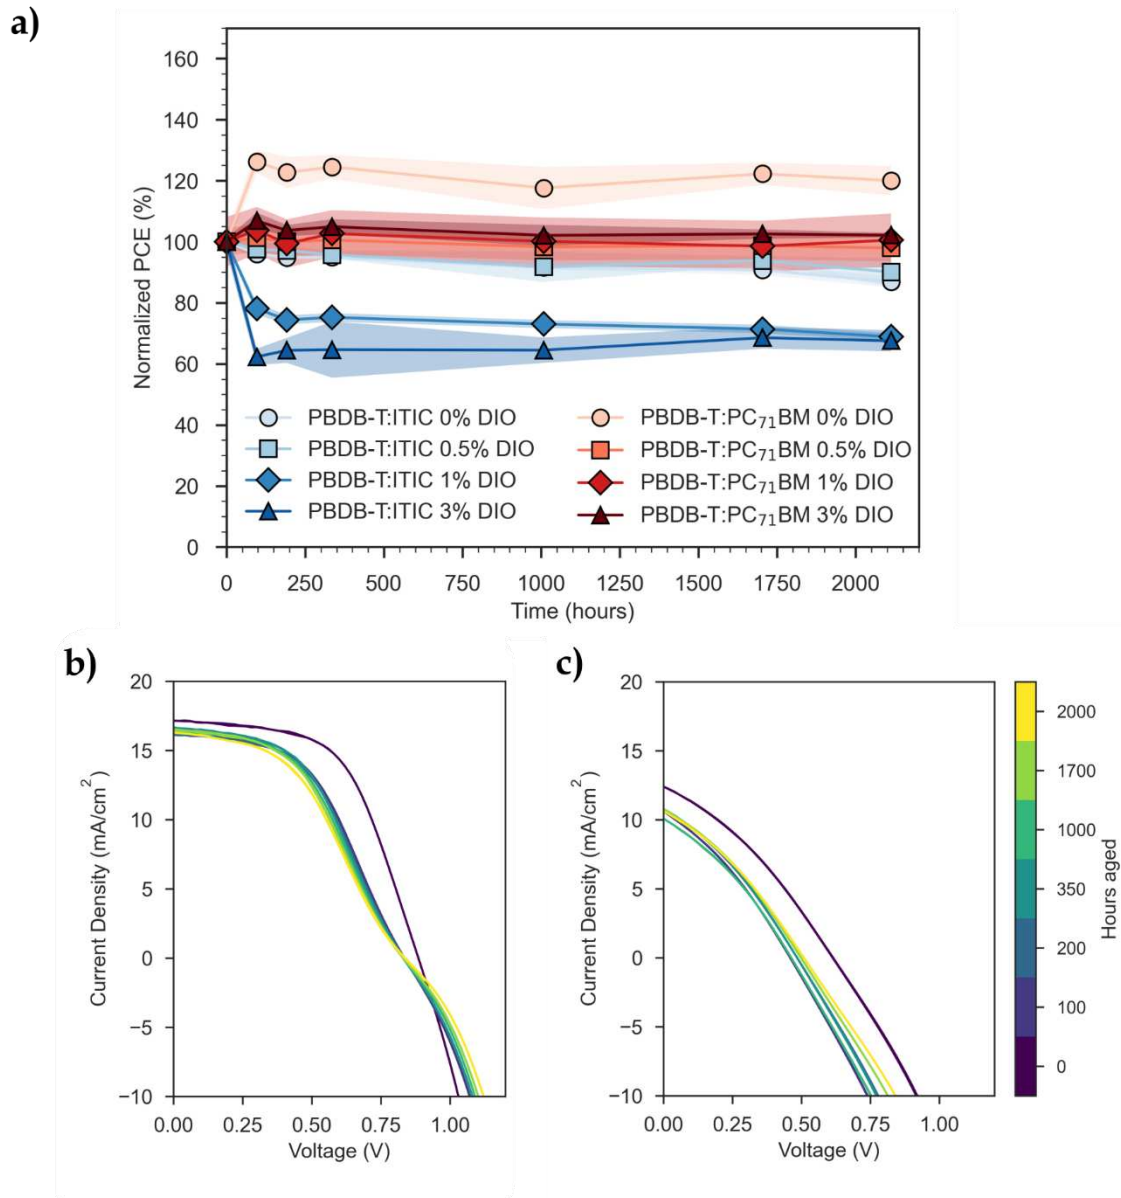 a)
160
140
120
100
80
60
40
20
0
Normalized PCE (%)
PBDB-T:ITIC 0% DIO
PBDB-T:ITIC 0.5% DIO
PBDB-T:ITIC 1% DIO
PBDB-T:ITIC 3% DIO
PBDB-T:PC₇₁BM 0% DIO
PBDB-T:PC₇₁BM 0.5% DIO
PBDB-T:PC₇₁BM 1% DIO
PBDB-T:PC₇₁BM 3% DIO
0 250 500 750 1000 1250 1500 1750 2000
Time (hours)
b)
20
15
10
5
0
−5
−10
Current Density (mA/cm²)
0.00 0.25 0.50 0.75 1.00
Voltage (V)
c)
20
15
10
5
0
−5
−10
Current Density (mA/cm²)
0.00 0.25 0.50 0.75 1.00
Voltage (V)
2000
1700
1000
350
200
100
0
Hours aged